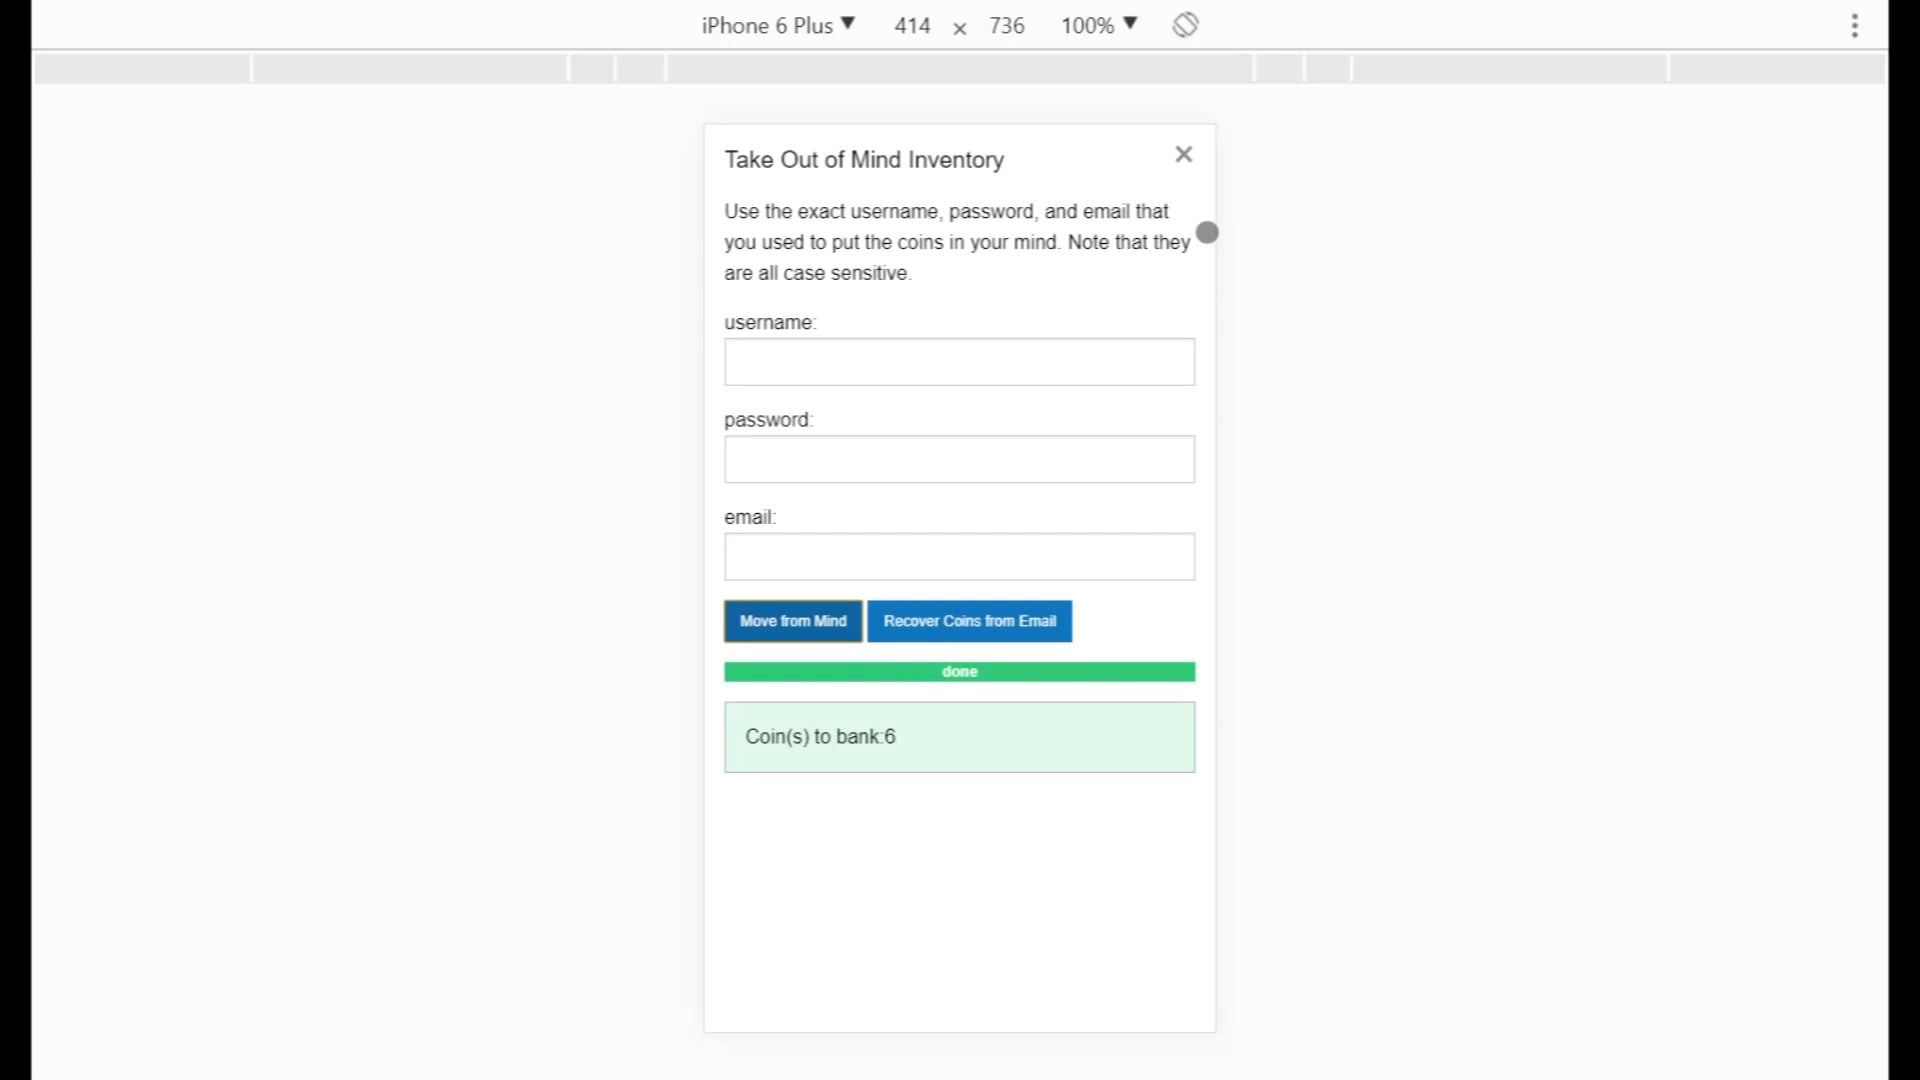 iPhone 6 Plus ▼ 414 x 736 100% ▼
Take Out of Mind Inventory ×
Use the exact username, password, and email that
you used to put the coins in your mind. Note that they
are all case sensitive.
username:
password:
email:
Move from Mind Recover Coins from Email
done
Coin(s) to bank:6